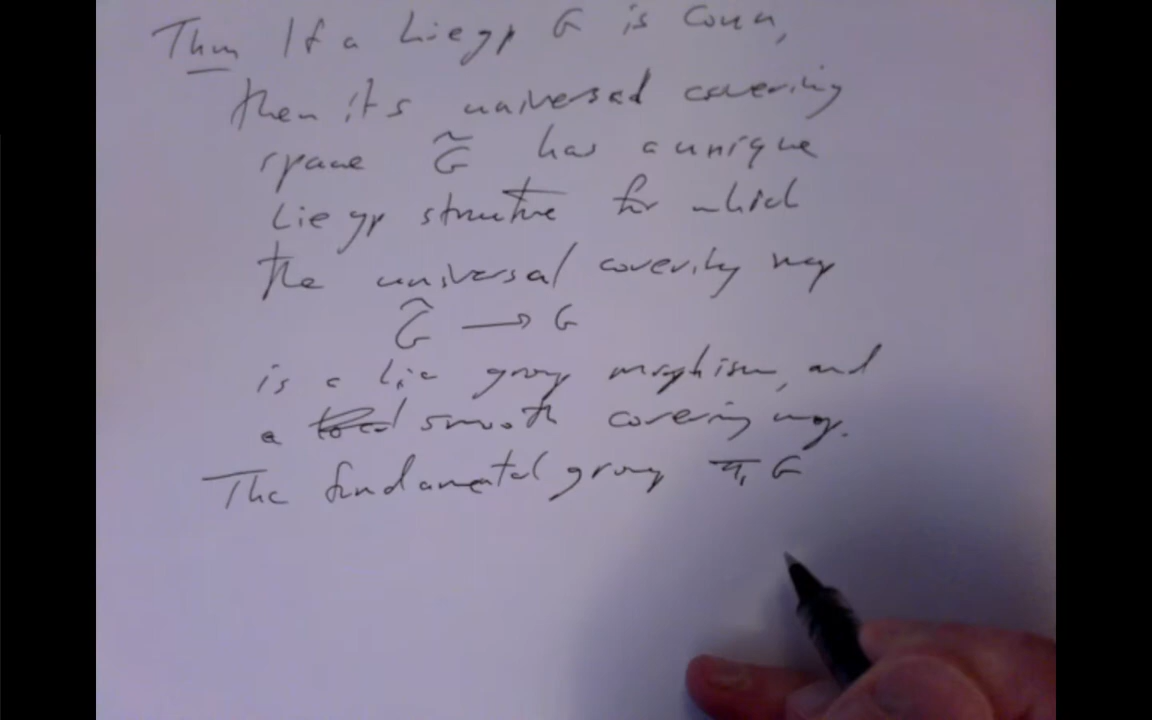 Thm If a Lie gp G is conn,
then its universal covering
space G̃ has a unique
Lie gp structure for which
the universal covering map
G̃ → G
is a Lie group morphism, and
a smooth covering map.
The fundamental group π₁ G